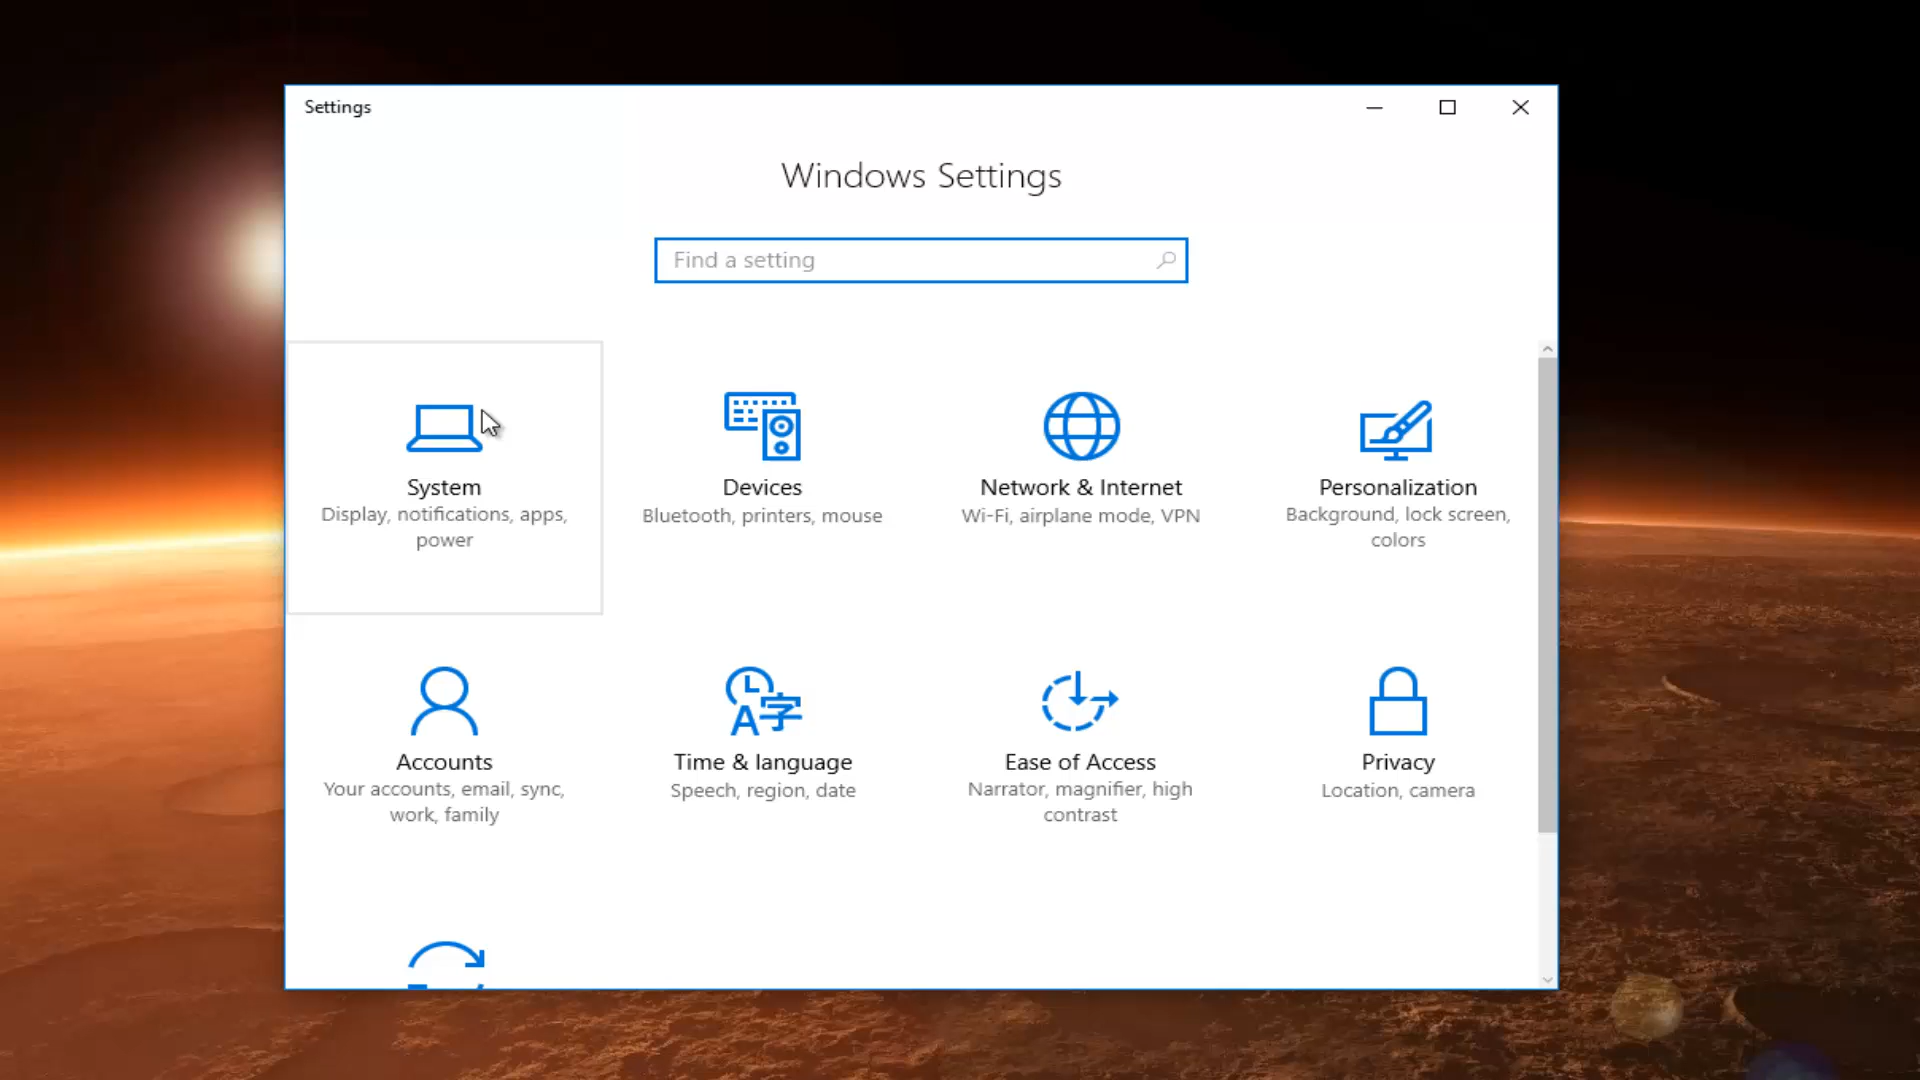 Settings
Windows Settings
Find a setting
System
Display, notifications, apps,
power
Devices
Bluetooth, printers, mouse
Network & Internet
Wi-Fi, airplane mode, VPN
Personalization
Background, lock screen,
colors
Accounts
Your accounts, email, sync,
work, family
Time & language
Speech, region, date
Ease of Access
Narrator, magnifier, high
contrast
Privacy
Location, camera